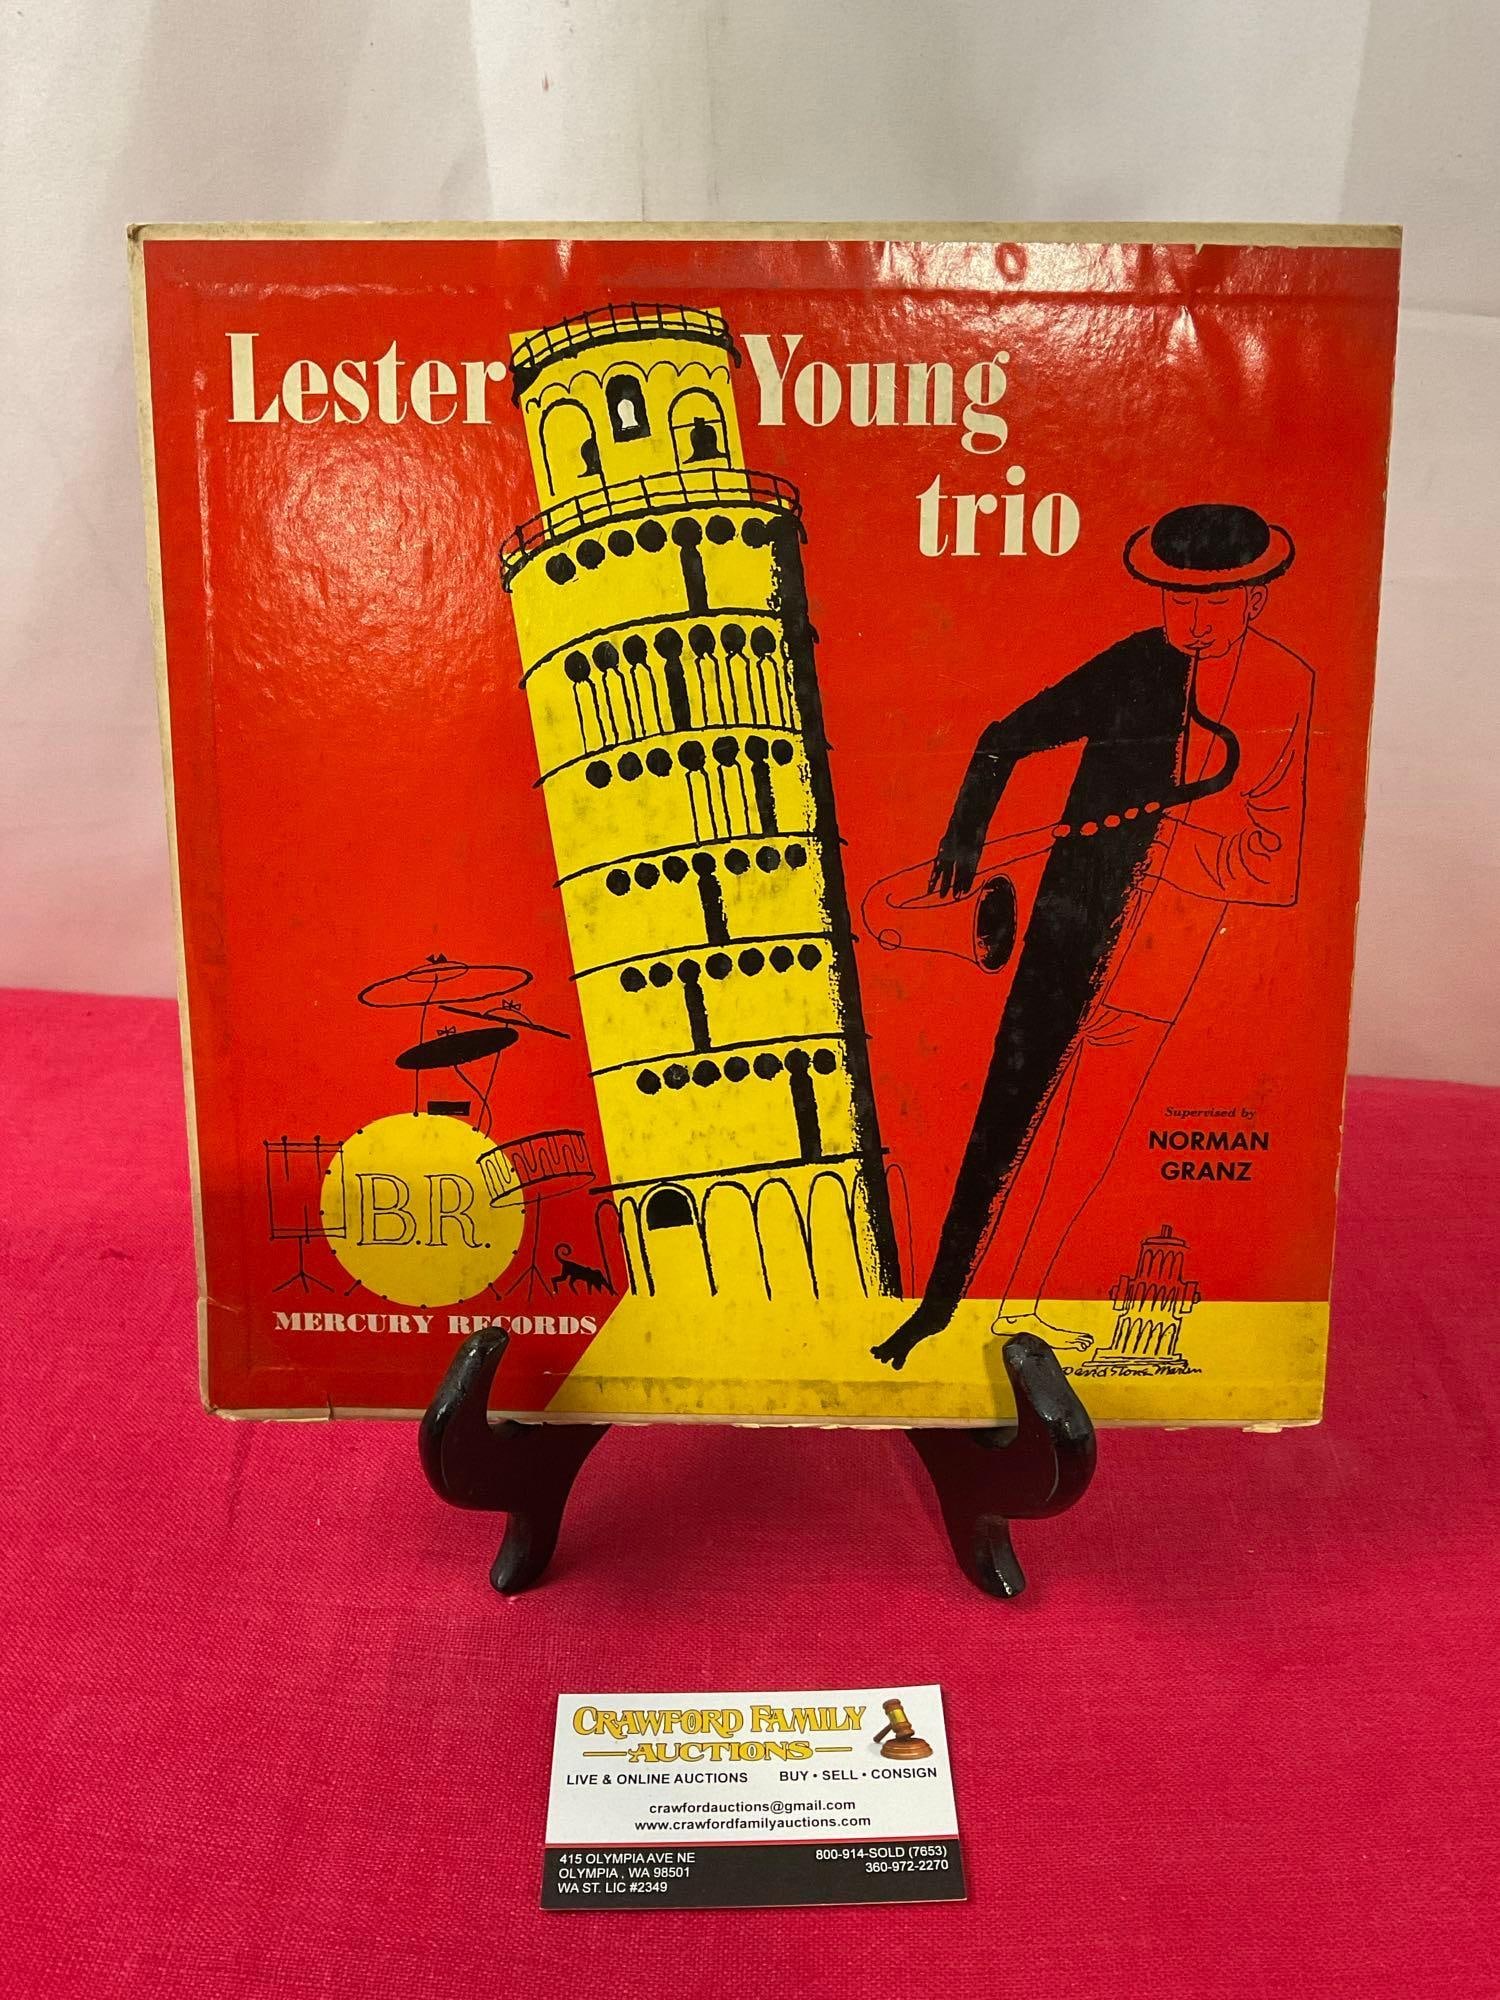 Lester Young
trio
Supervised by
NORMAN
GRANZ
B.R.
MERCURY RECORDS
David Stone Martin
CRAWFORD FAMILY
AUCTIONS
LIVE & ONLINE AUCTIONS BUY • SELL • CONSIGN
crawfordauctions@gmail.com
www.crawfordfamilyauctions.com
415 OLYMPIA AVE NE
OLYMPIA , WA 98501
WA ST. LIC #2349
800-914-SOLD (7653)
360-972-2270